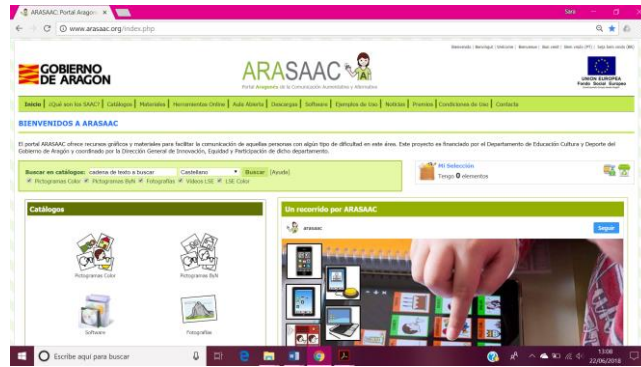 ARASAAC: Portal Aragon
Sara
www.arasaac.org/index.php
GOBIERNO
DE ARAGON
ARASAAC
Portal Aragonés de la Comunicación Aumentativa y Alternativa
UNION EUROPEA
Fondo Social Europeo
Inicio | ¿Qué son los SAAC? | Catálogos | Materiales | Herramientas Online | Aula Abierta | Descargas | Software | Ejemplos de Uso | Noticias | Premios | Condiciones de Uso | Contacta
BIENVENIDOS A ARASAAC
El portal ARASAAC ofrece recursos gráficos y materiales para facilitar la comunicación de aquellas personas con algún tipo de dificultad en este área. Este proyecto es financiado por el Departamento de Educación Cultura y Deporte del
Gobierno de Aragón y coordinado por la Dirección General de Innovación, Equidad y Participación de dicho departamento.
Buscar en catálogos: cadena de texto a buscar Castellano Buscar [Ayuda]
Pictogramas Color Pictogramas ByN Fotografías Vídeos LSE LSE Color
Mi Selección
Tengo 0 elementos
Catálogos
Pictogramas Color
Pictogramas ByN
Software
Fotografías
Un recorrido por ARASAAC
arasaac
Seguir
Escribe aquí para buscar
13:08
22/06/2018